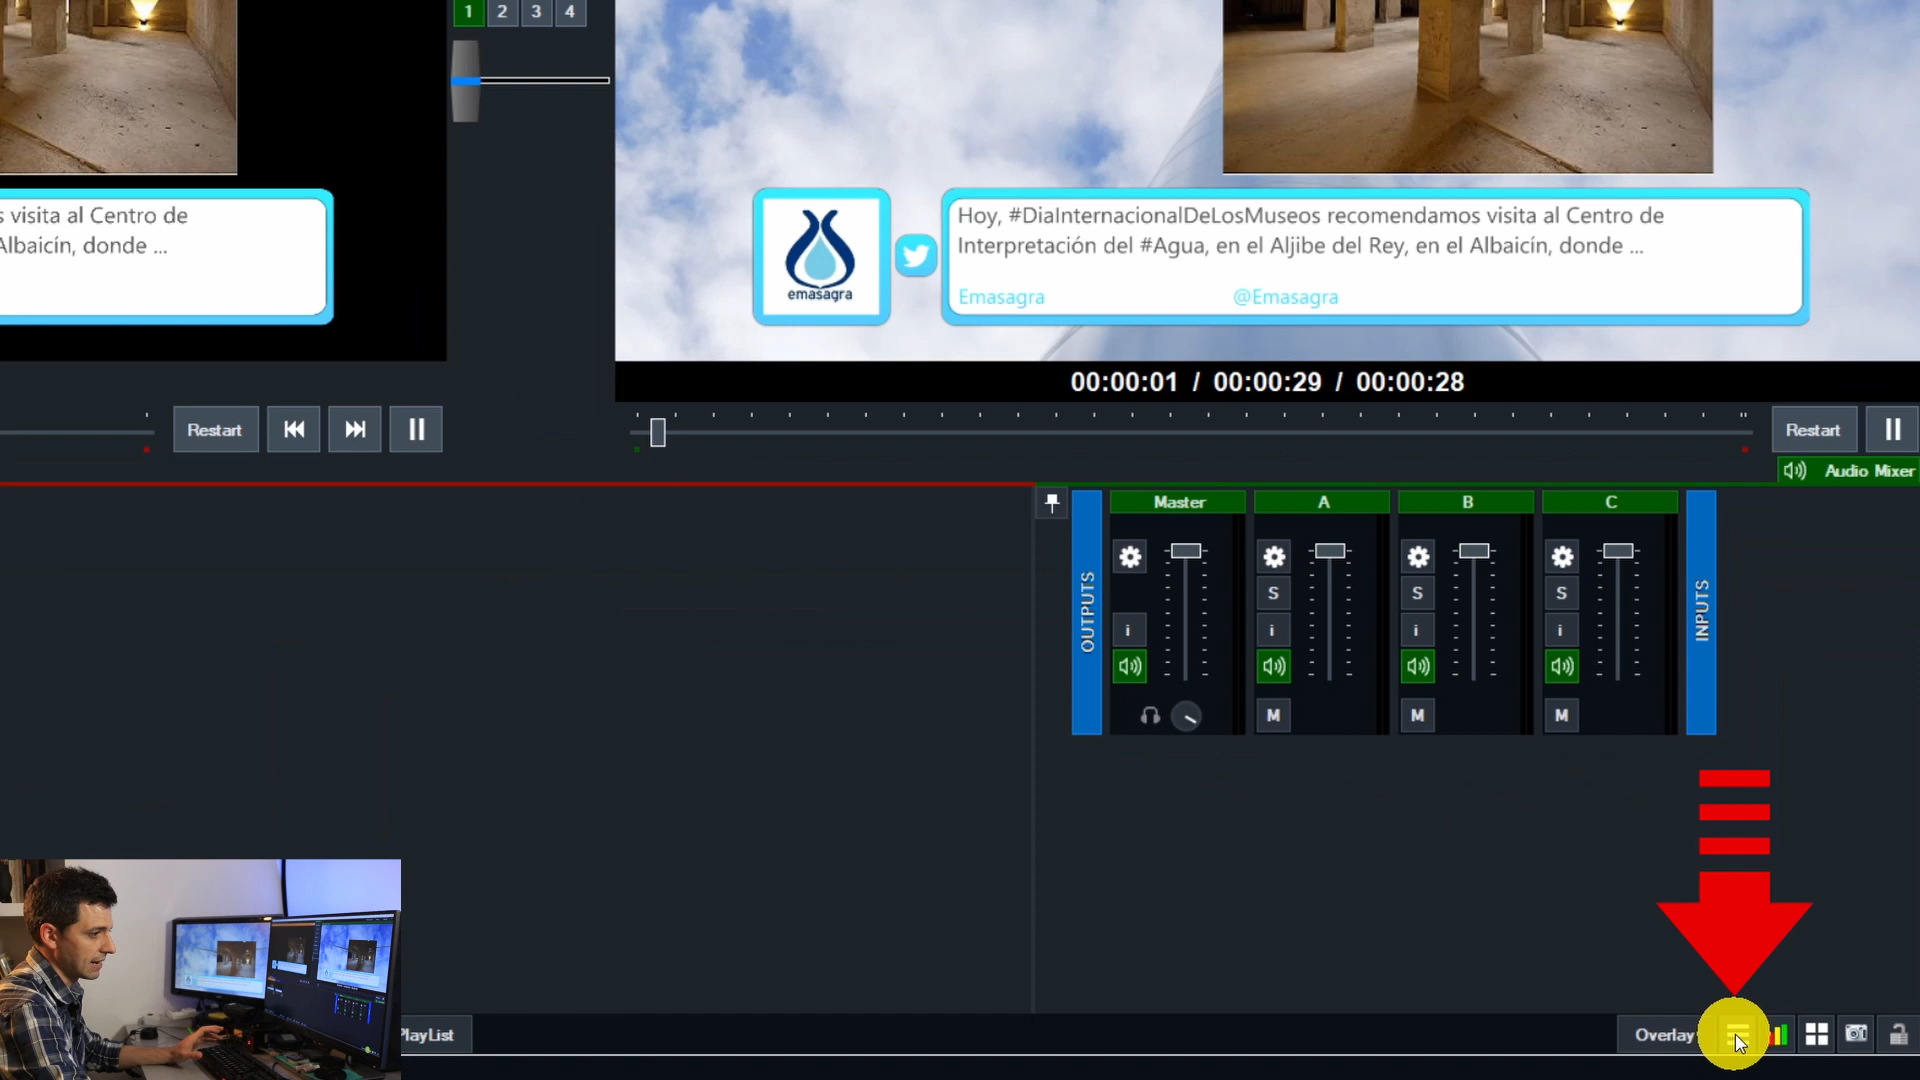 1 2 3 4
s visita al Centro de
Albaicín, donde ...
emasagra
Hoy, #DiaInternacionalDeLosMuseos recomendamos visita al Centro de
Interpretación del #Agua, en el Aljibe del Rey, en el Albaicín, donde ...
Emasagra @Emasagra
00:00:01 / 00:00:29 / 00:00:28
Restart
Restart
Audio Mixer
OUTPUTS
Master A B C
INPUTS
S S S
i i i i
M M M
PlayList
Overlay